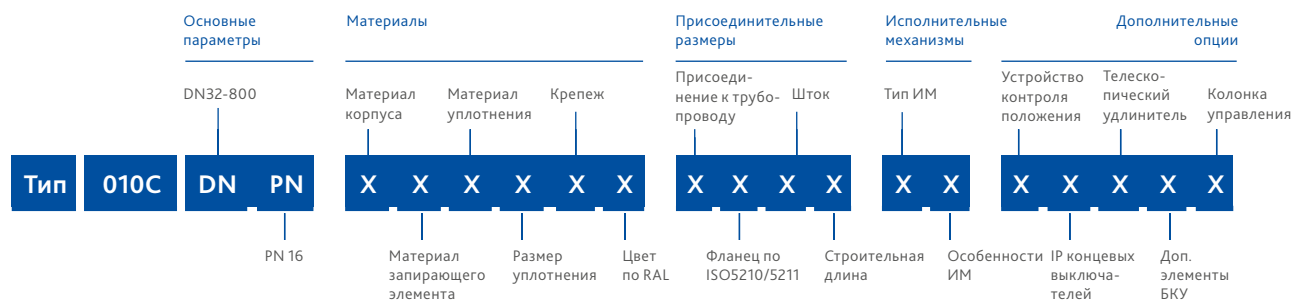 Основные
параметры
Материалы
Присоединительные
размеры
Исполнительные
механизмы
Дополнительные
опции
DN32-800
Материал
корпуса
Материал
уплотнения
Крепеж
Присоеди-
нение к трубо-
проводу
Шток
Тип ИМ
Устройство
контроля
положения
Телеско-
пический
удлинитель
Колонка
управления
Тип 010C DN PN X X X X X X X X X X X X X X X X X
PN 16
Материал
запирающего
элемента
Размер
уплотнения
Цвет
по RAL
Фланец по
ISO5210/5211
Строительная
длина
Особенности
ИМ
IP концевых
выключа-
телей
Доп.
элементы
БКУ